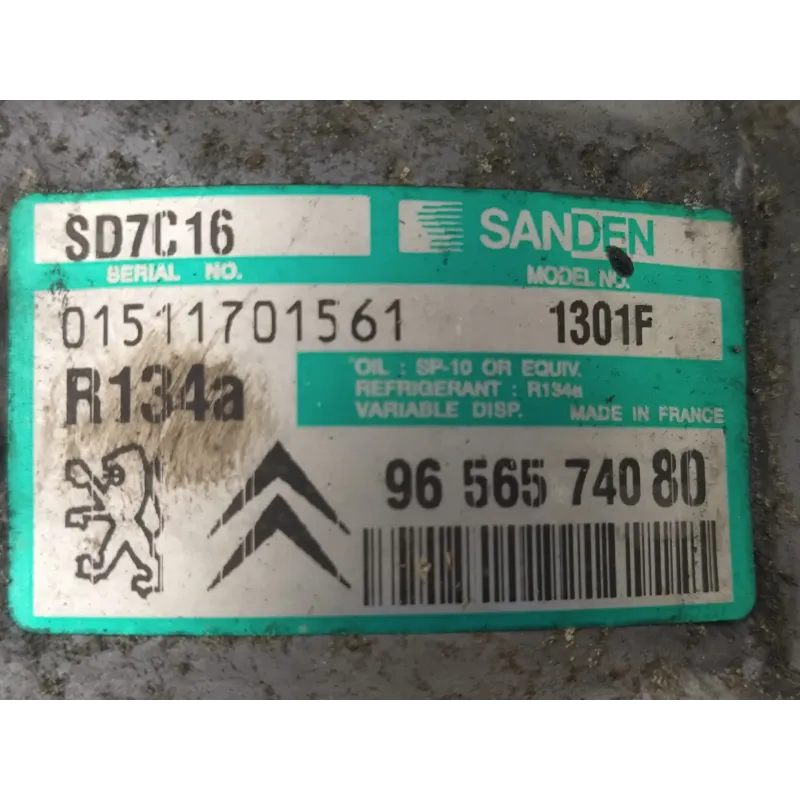 SD7C16 SANDEN
SERIAL NO. MODEL NO.
01511701561 1301F
R134a
OIL : SP-10 OR EQUIV.
REFRIGERANT : R134a
VARIABLE DISP. MADE IN FRANCE
96 565 740 80